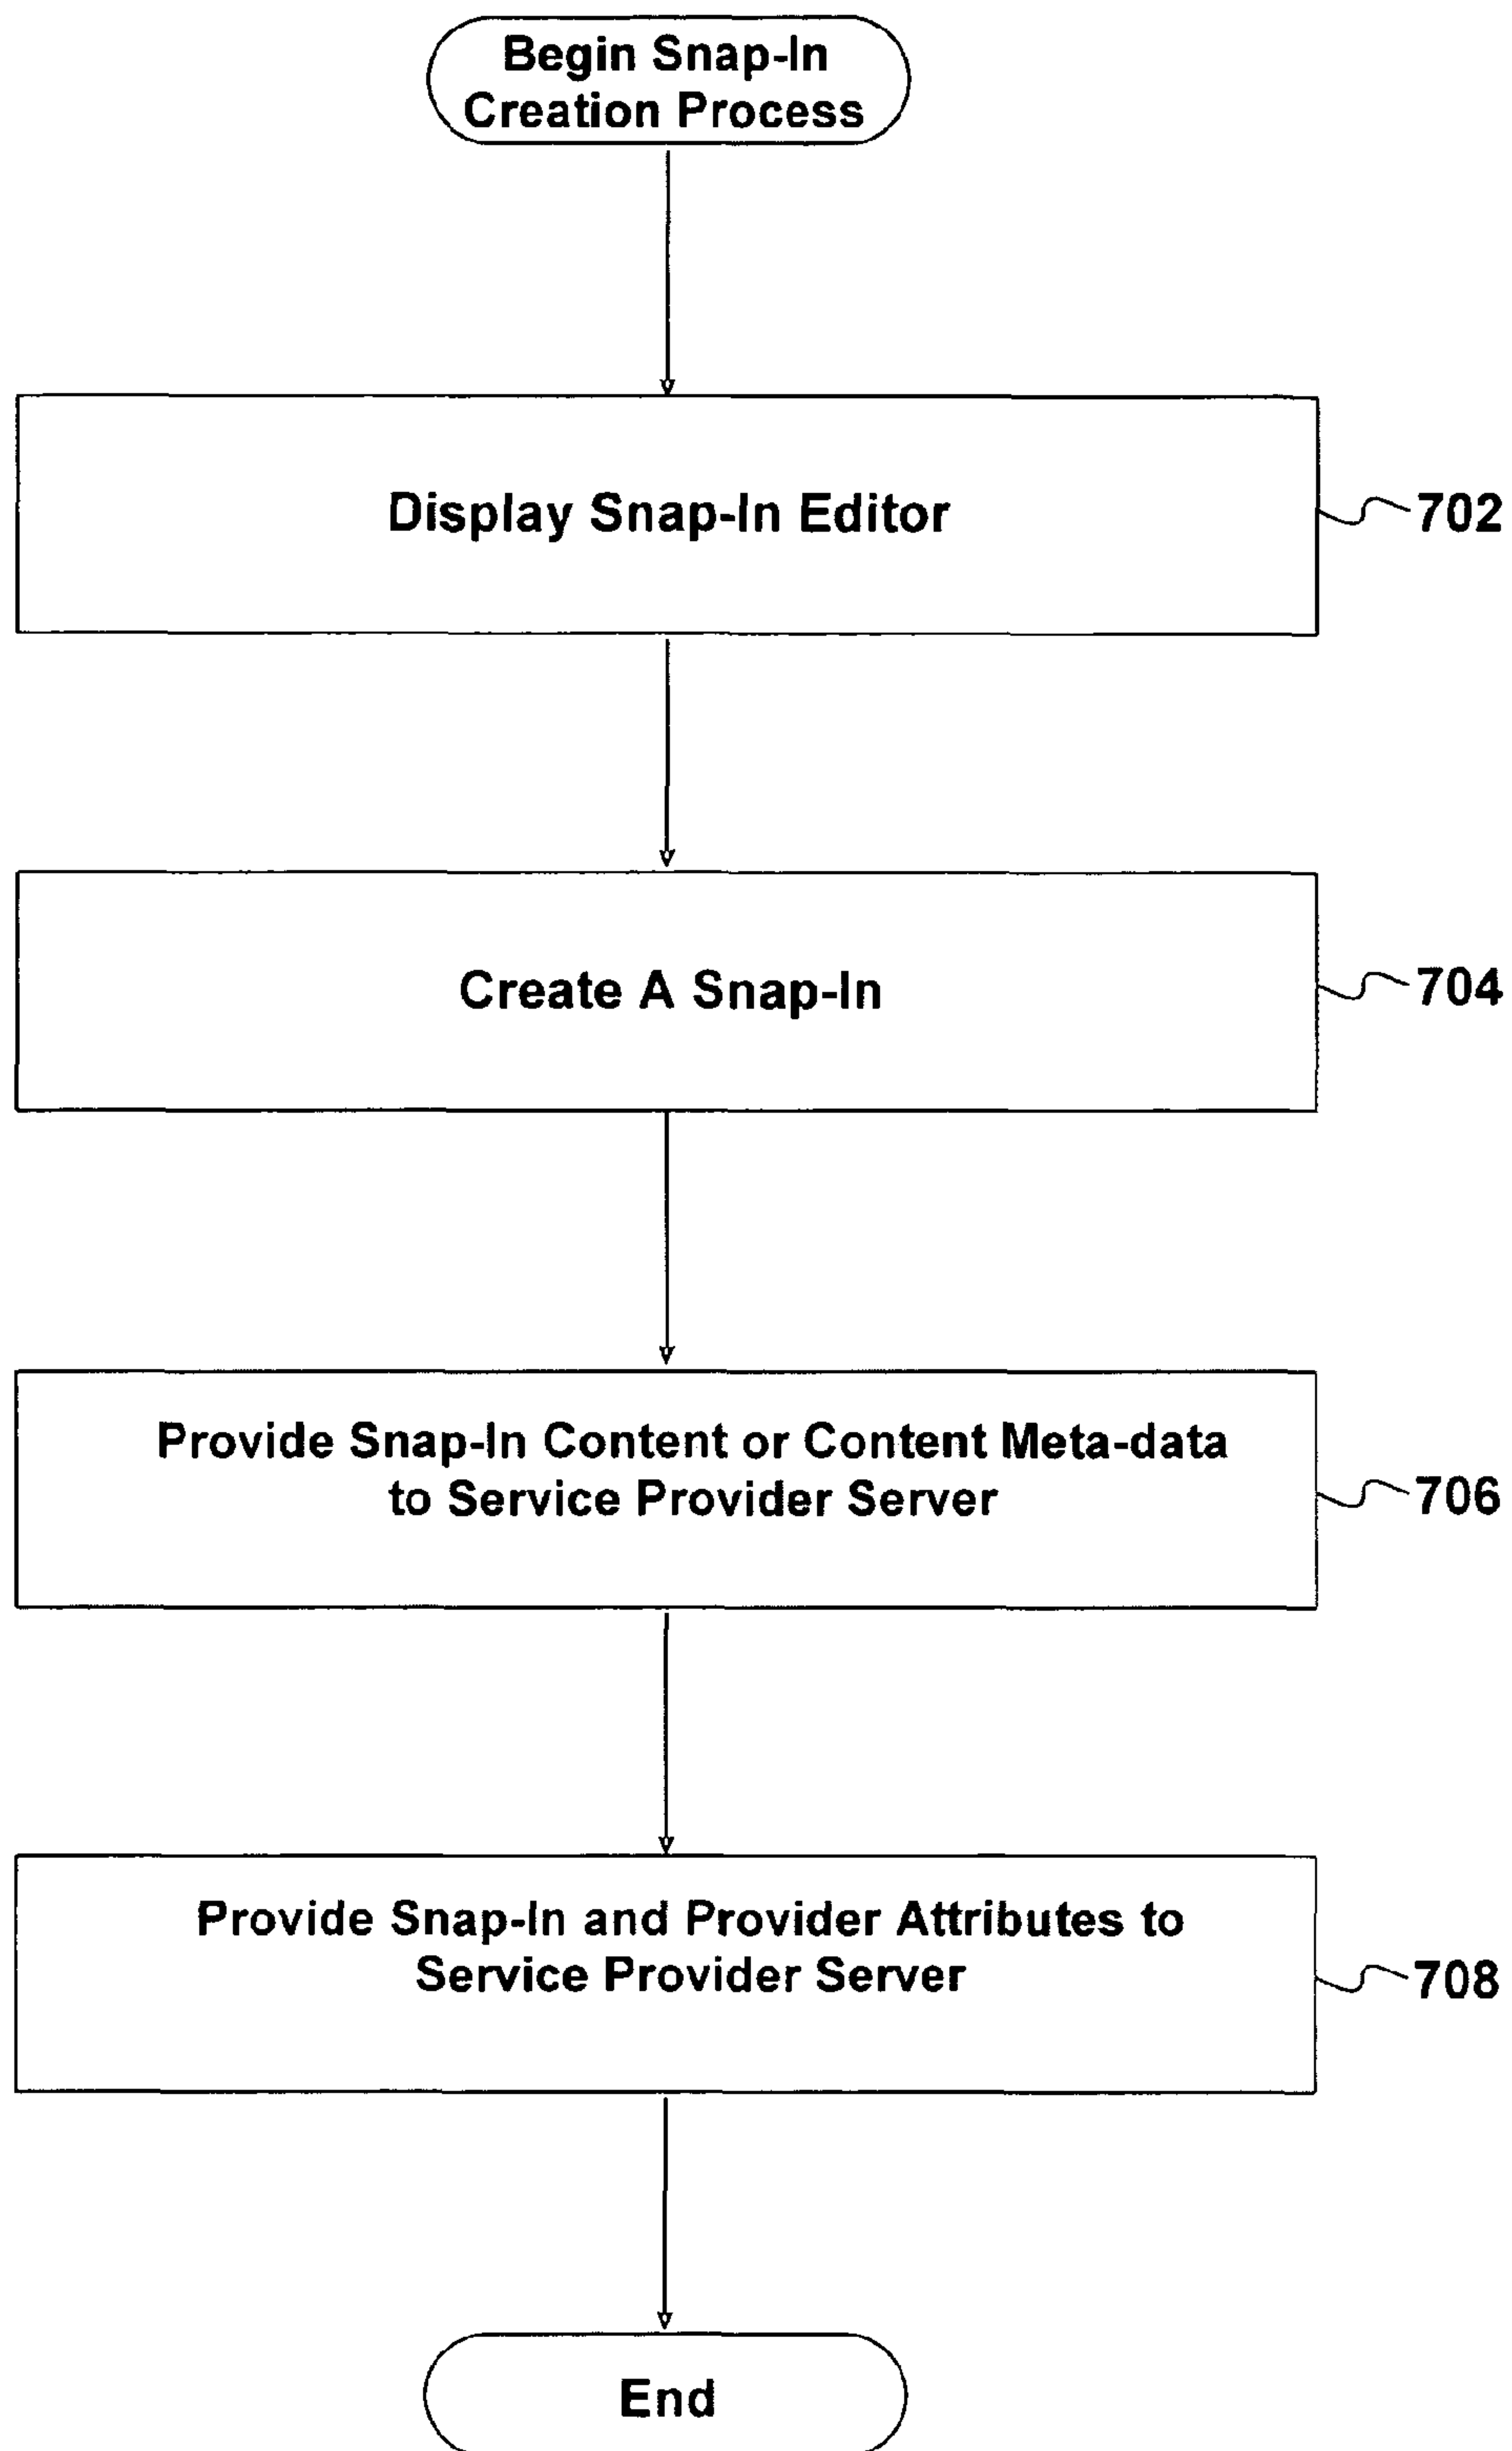 Begin Snap-In
Creation Process
Display Snap-In Editor
702
Create A Snap-In
704
Provide Snap-In Content or Content Meta-data
to Service Provider Server
706
Provide Snap-In and Provider Attributes to
Service Provider Server
708
End